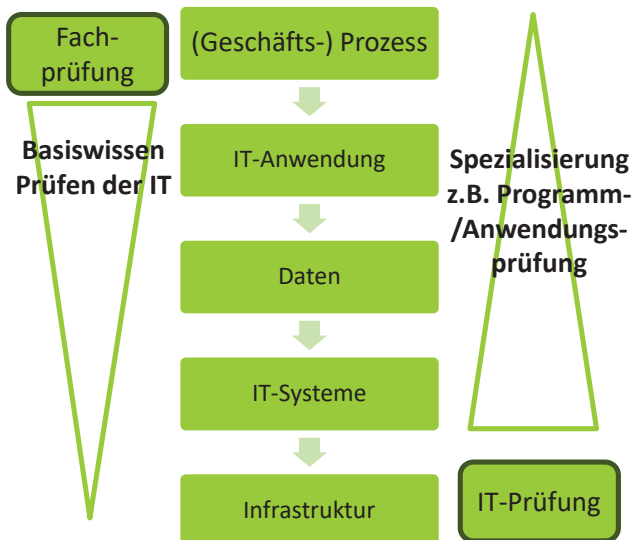 Fach-
prüfung
(Geschäfts-) Prozess
Basiswissen
Prüfen der IT
IT-Anwendung
Spezialisierung
z.B. Programm-
/Anwendungs-
prüfung
Daten
IT-Systeme
Infrastruktur
IT-Prüfung